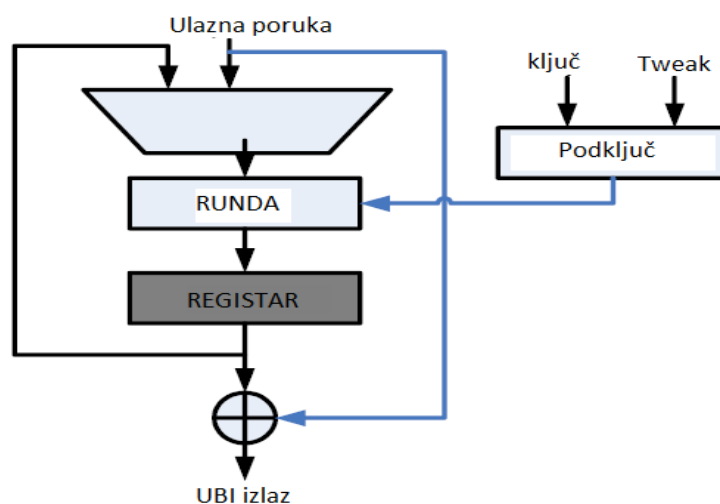 Ulazna poruka
ključ
Tweak
Podključ
RUNDA
REGISTAR
UBI izlaz